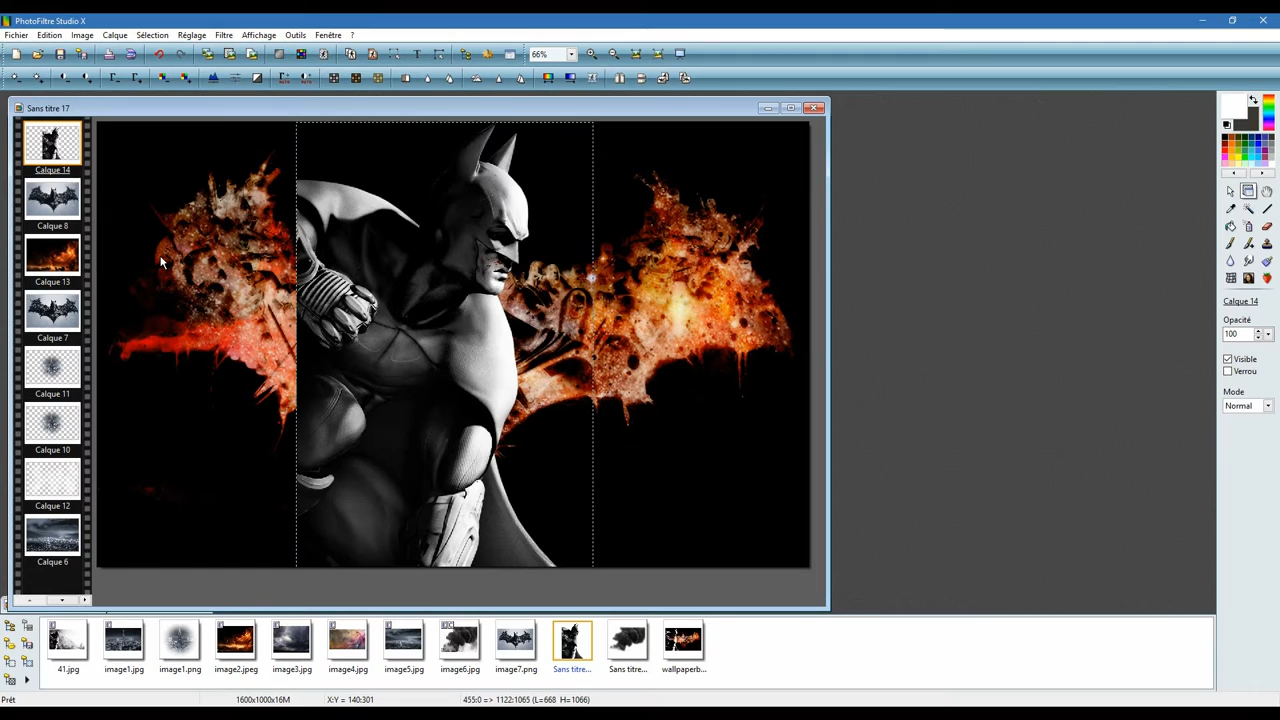 PhotoFiltre Studio X
Fichier Edition Image Calque Sélection Réglage Filtre Affichage Outils Fenêtre ?
66%
Sans titre 17
Calque 14
Calque 8
Calque 13
Calque 7
Calque 11
Calque 10
Calque 12
Calque 6
Calque 14
Opacité
100
Visible
Verrou
Mode
Normal
41.jpg image1.jpg image1.png image2.jpeg image3.jpg image4.jpg image5.jpg image6.jpg image7.png Sans titre... Sans titre... wallpaperb...
Prêt 1600x1000x16M X:Y = 140:301 455:0 => 1122:1065 (L=668 H=1066)